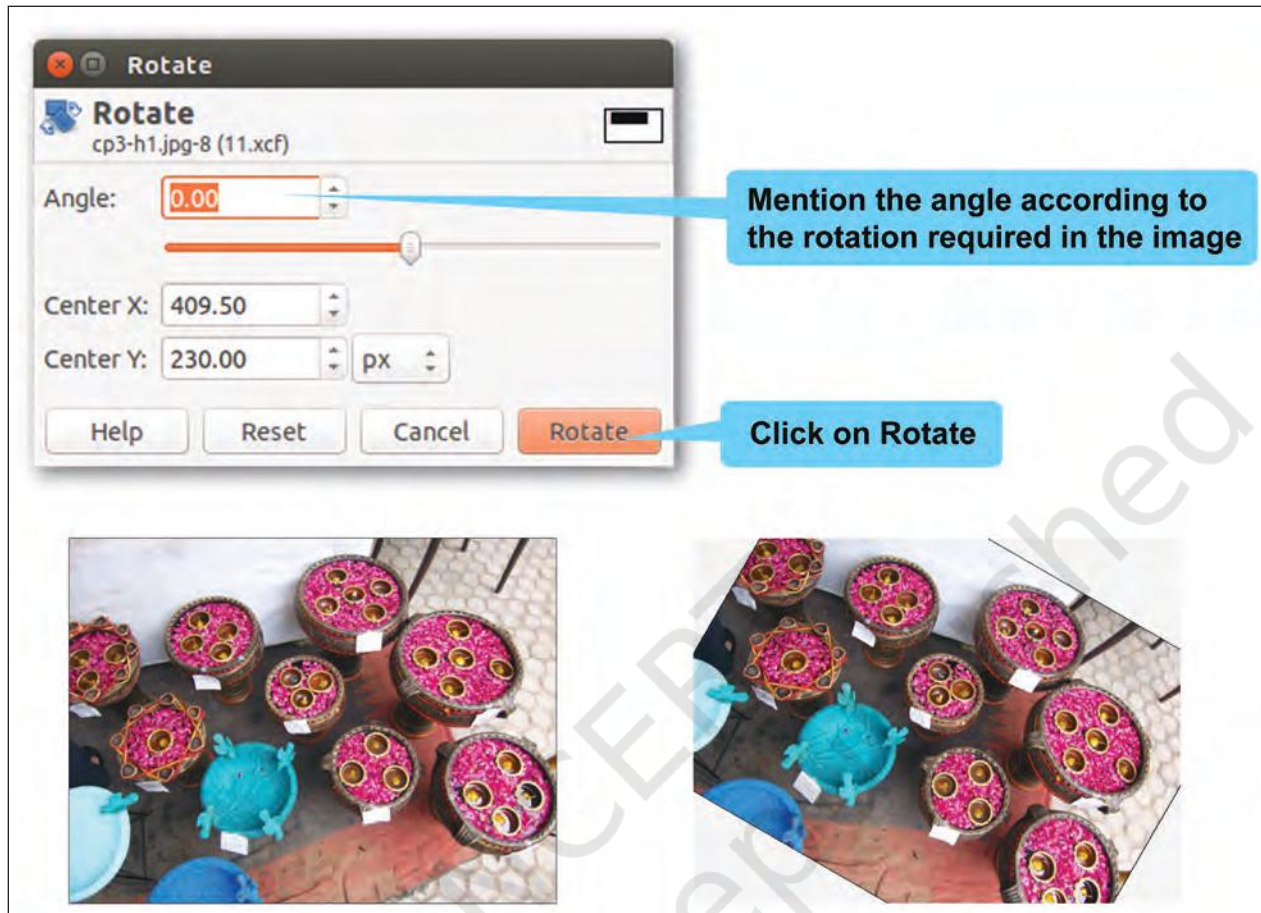 Rotate
Rotate
cp3-h1.jpg-8 (11.xcf)
Angle: 0.00
Mention the angle according to
the rotation required in the image
Center X: 409.50
Center Y: 230.00 px
Help Reset Cancel Rotate
Click on Rotate